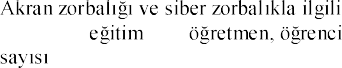 Akran zorbalığı ve siber zorbalıkla ilgili
eğitim öğretmen, öğrenci
sayısı